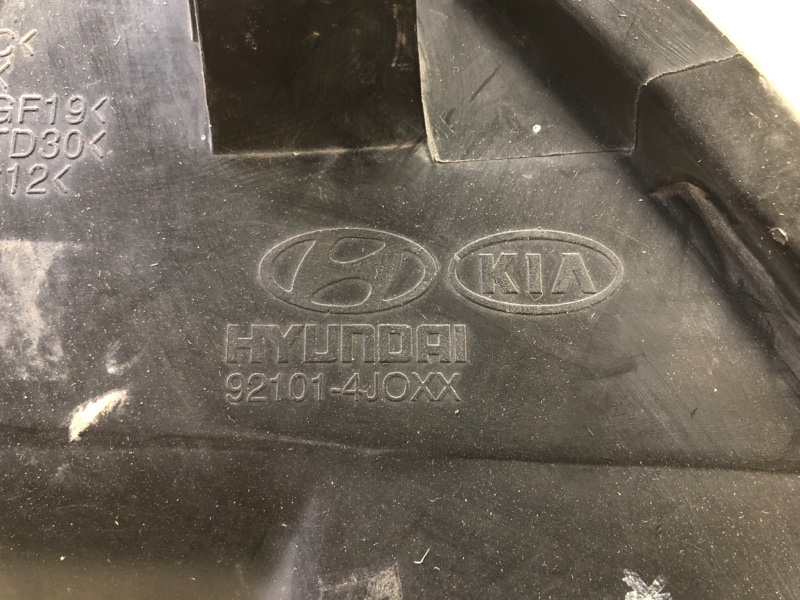 C<
<
GF19<
TD30<
12<
KIA
HYUNDAI
92101-4JOXX